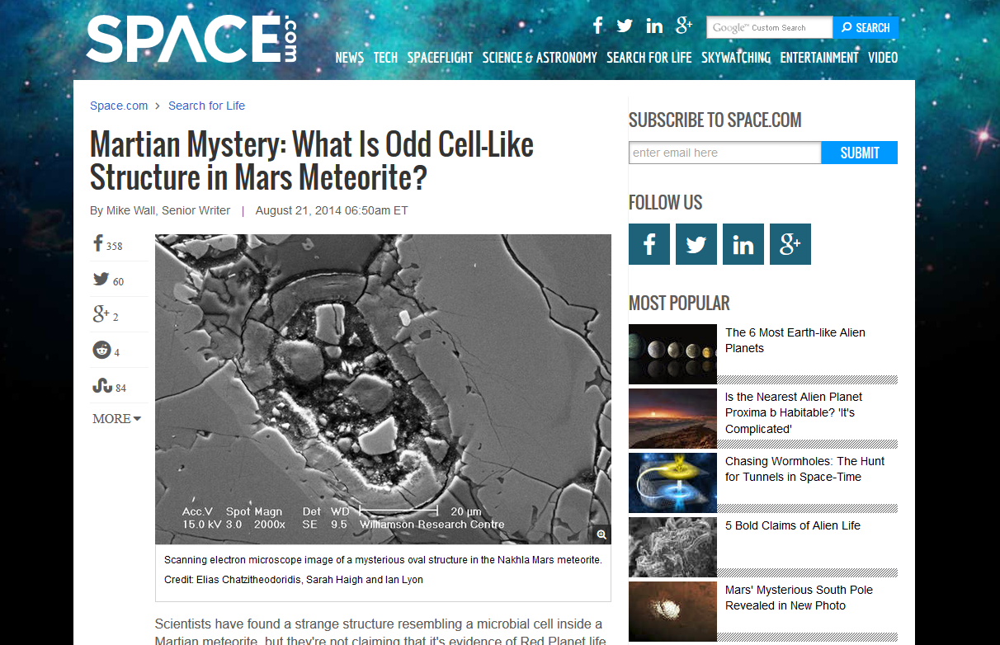 SPACE.com
Google™ Custom Search
SEARCH
NEWS TECH SPACEFLIGHT SCIENCE & ASTRONOMY SEARCH FOR LIFE SKYWATCHING ENTERTAINMENT VIDEO
Space.com > Search for Life
Martian Mystery: What Is Odd Cell-Like
Structure in Mars Meteorite?
By Mike Wall, Senior Writer | August 21, 2014 06:50am ET
358
60
2
4
84
MORE
Acc.V Spot Magn Det WD 20 µm
15.0 kV 3.0 2000x SE 9.5 Williamson Research Centre
Scanning electron microscope image of a mysterious oval structure in the Nakhla Mars meteorite.
Credit: Elias Chatzitheodoridis, Sarah Haigh and Ian Lyon
Scientists have found a strange structure resembling a microbial cell inside a
Martian meteorite, but they're not claiming that it's evidence of Red Planet life.
SUBSCRIBE TO SPACE.COM
enter email here
SUBMIT
FOLLOW US
MOST POPULAR
The 6 Most Earth-like Alien
Planets
Is the Nearest Alien Planet
Proxima b Habitable? 'It's
Complicated'
Chasing Wormholes: The Hunt
for Tunnels in Space-Time
5 Bold Claims of Alien Life
Mars' Mysterious South Pole
Revealed in New Photo